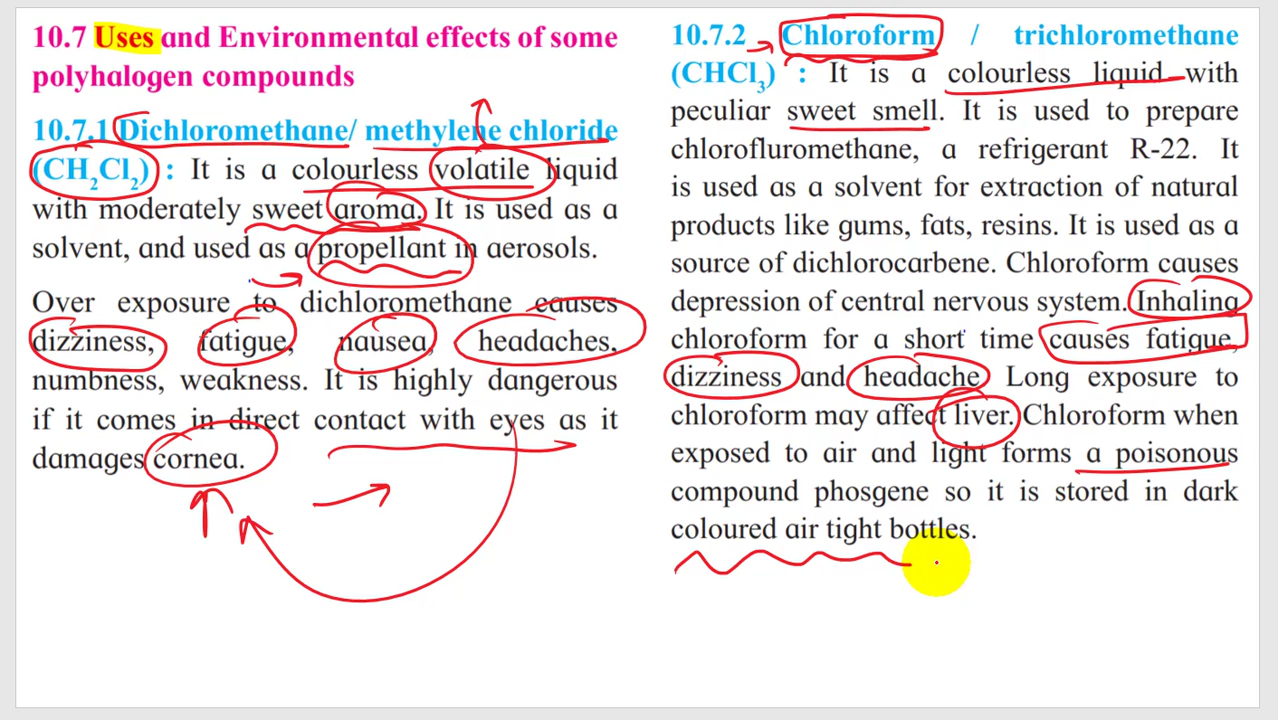 10.7 Uses and Environmental effects of some
polyhalogen compounds
10.7.1 Dichloromethane/ methylene chloride
(CH₂Cl₂) : It is a colourless volatile liquid
with moderately sweet aroma. It is used as a
solvent, and used as a propellant in aerosols.
Over exposure to dichloromethane causes
dizziness, fatigue, nausea, headaches,
numbness, weakness. It is highly dangerous
if it comes in direct contact with eyes as it
damages cornea.
10.7.2 Chloroform / trichloromethane
(CHCl₃) : It is a colourless liquid with
peculiar sweet smell. It is used to prepare
chlorofluromethane, a refrigerant R-22. It
is used as a solvent for extraction of natural
products like gums, fats, resins. It is used as a
source of dichlorocarbene. Chloroform causes
depression of central nervous system. Inhaling
chloroform for a short time causes fatigue,
dizziness and headache. Long exposure to
chloroform may affect liver. Chloroform when
exposed to air and light forms a poisonous
compound phosgene so it is stored in dark
coloured air tight bottles.